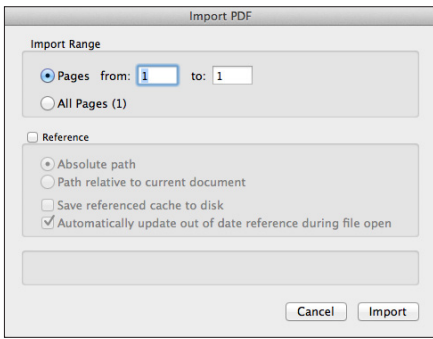 Import PDF
Import Range
Pages from: 1 to: 1
All Pages (1)
Reference
Absolute path
Path relative to current document
Save referenced cache to disk
Automatically update out of date reference during file open
Cancel Import